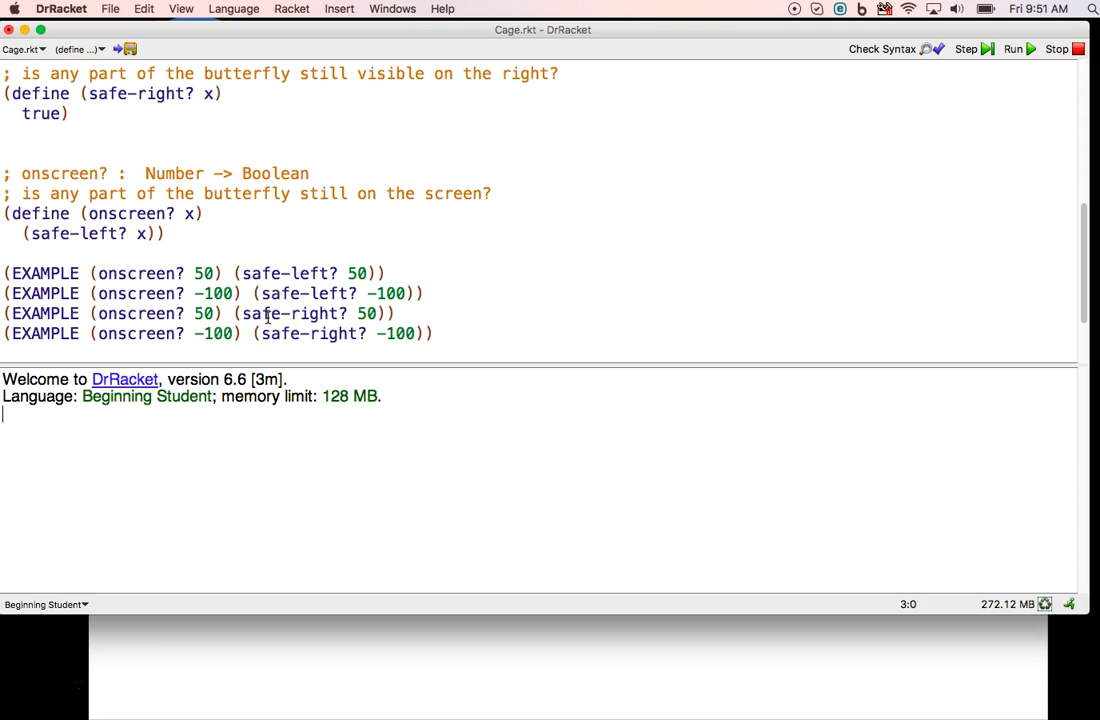 DrRacket File Edit View Language Racket Insert Windows Help Fri 9:51 AM
Cage.rkt - DrRacket
Cage.rkt (define ...) Check Syntax Step Run Stop
; is any part of the butterfly still visible on the right?
(define (safe-right? x)
true)
; onscreen? : Number -> Boolean
; is any part of the butterfly still on the screen?
(define (onscreen? x)
(safe-left? x))
(EXAMPLE (onscreen? 50) (safe-left? 50))
(EXAMPLE (onscreen? -100) (safe-left? -100))
(EXAMPLE (onscreen? 50) (safe-right? 50))
(EXAMPLE (onscreen? -100) (safe-right? -100))
Welcome to DrRacket, version 6.6 [3m].
Language: Beginning Student; memory limit: 128 MB.
Beginning Student 3:0 272.12 MB